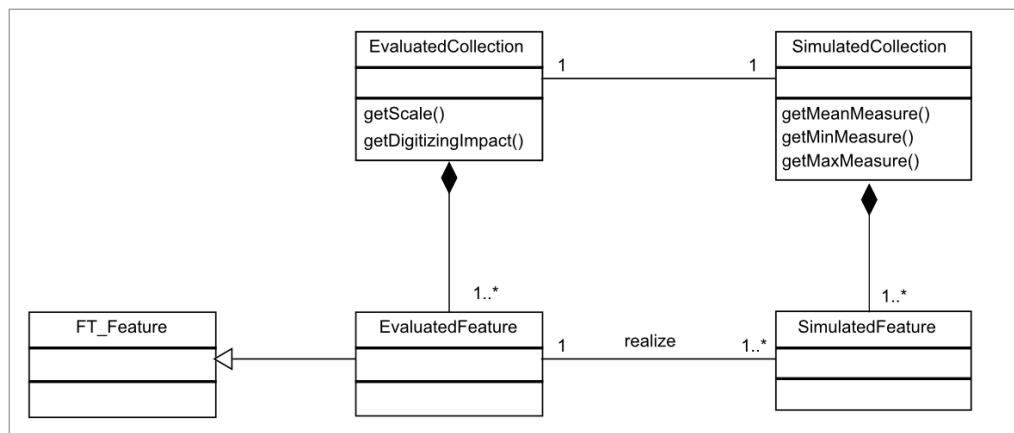 EvaluatedCollection
getScale()
getDigitizingImpact()
1
1
SimulatedCollection
getMeanMeasure()
getMinMeasure()
getMaxMeasure()
1..*
1..*
FT_Feature
EvaluatedFeature
1
realize
1..*
SimulatedFeature